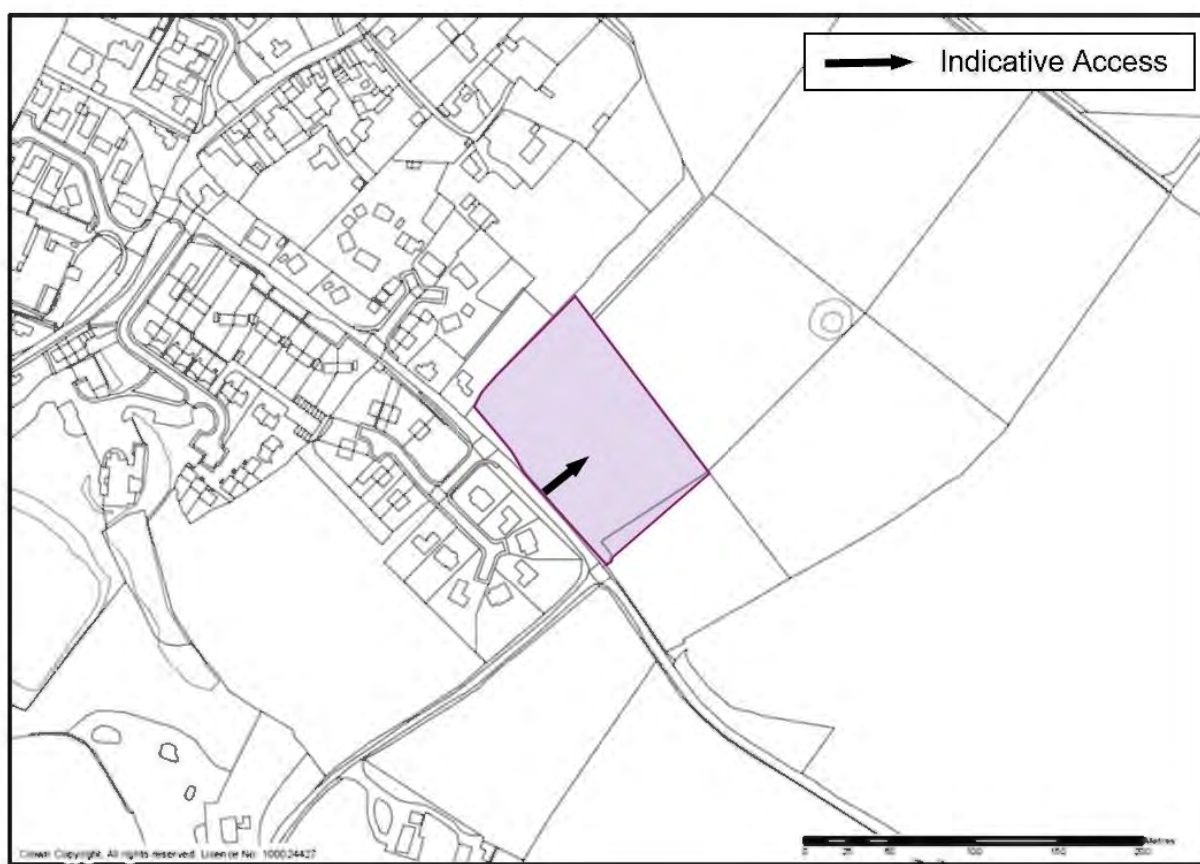 Indicative Access
Crown Copyright. All rights reserved. Licence No: 100024427
Metres
0 25 50 100 150 200